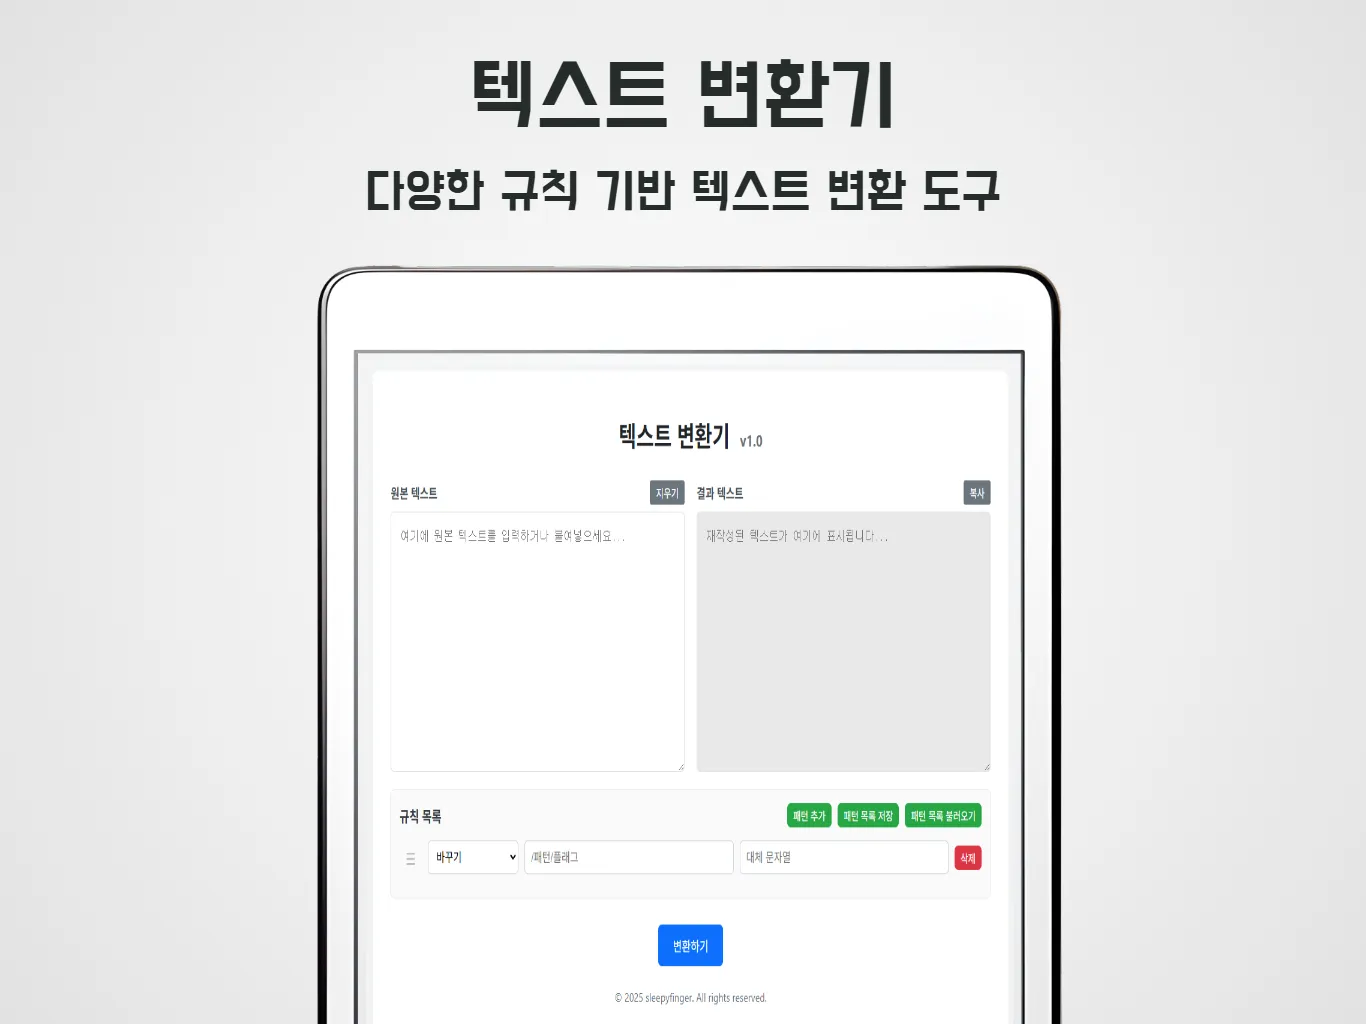 텍스트 변환기
다양한 규칙 기반 텍스트 변환 도구
텍스트 변환기 v1.0
원본 텍스트 지우기 결과 텍스트 복사
여기에 원본 텍스트를 입력하거나 붙여넣으세요... 재작성된 텍스트가 여기에 표시됩니다...
규칙 목록 패턴 추가 패턴 목록 저장 패턴 목록 불러오기
바꾸기 /패턴/플래그 대체 문자열 삭제
변환하기
© 2025 sleepyfinger. All rights reserved.